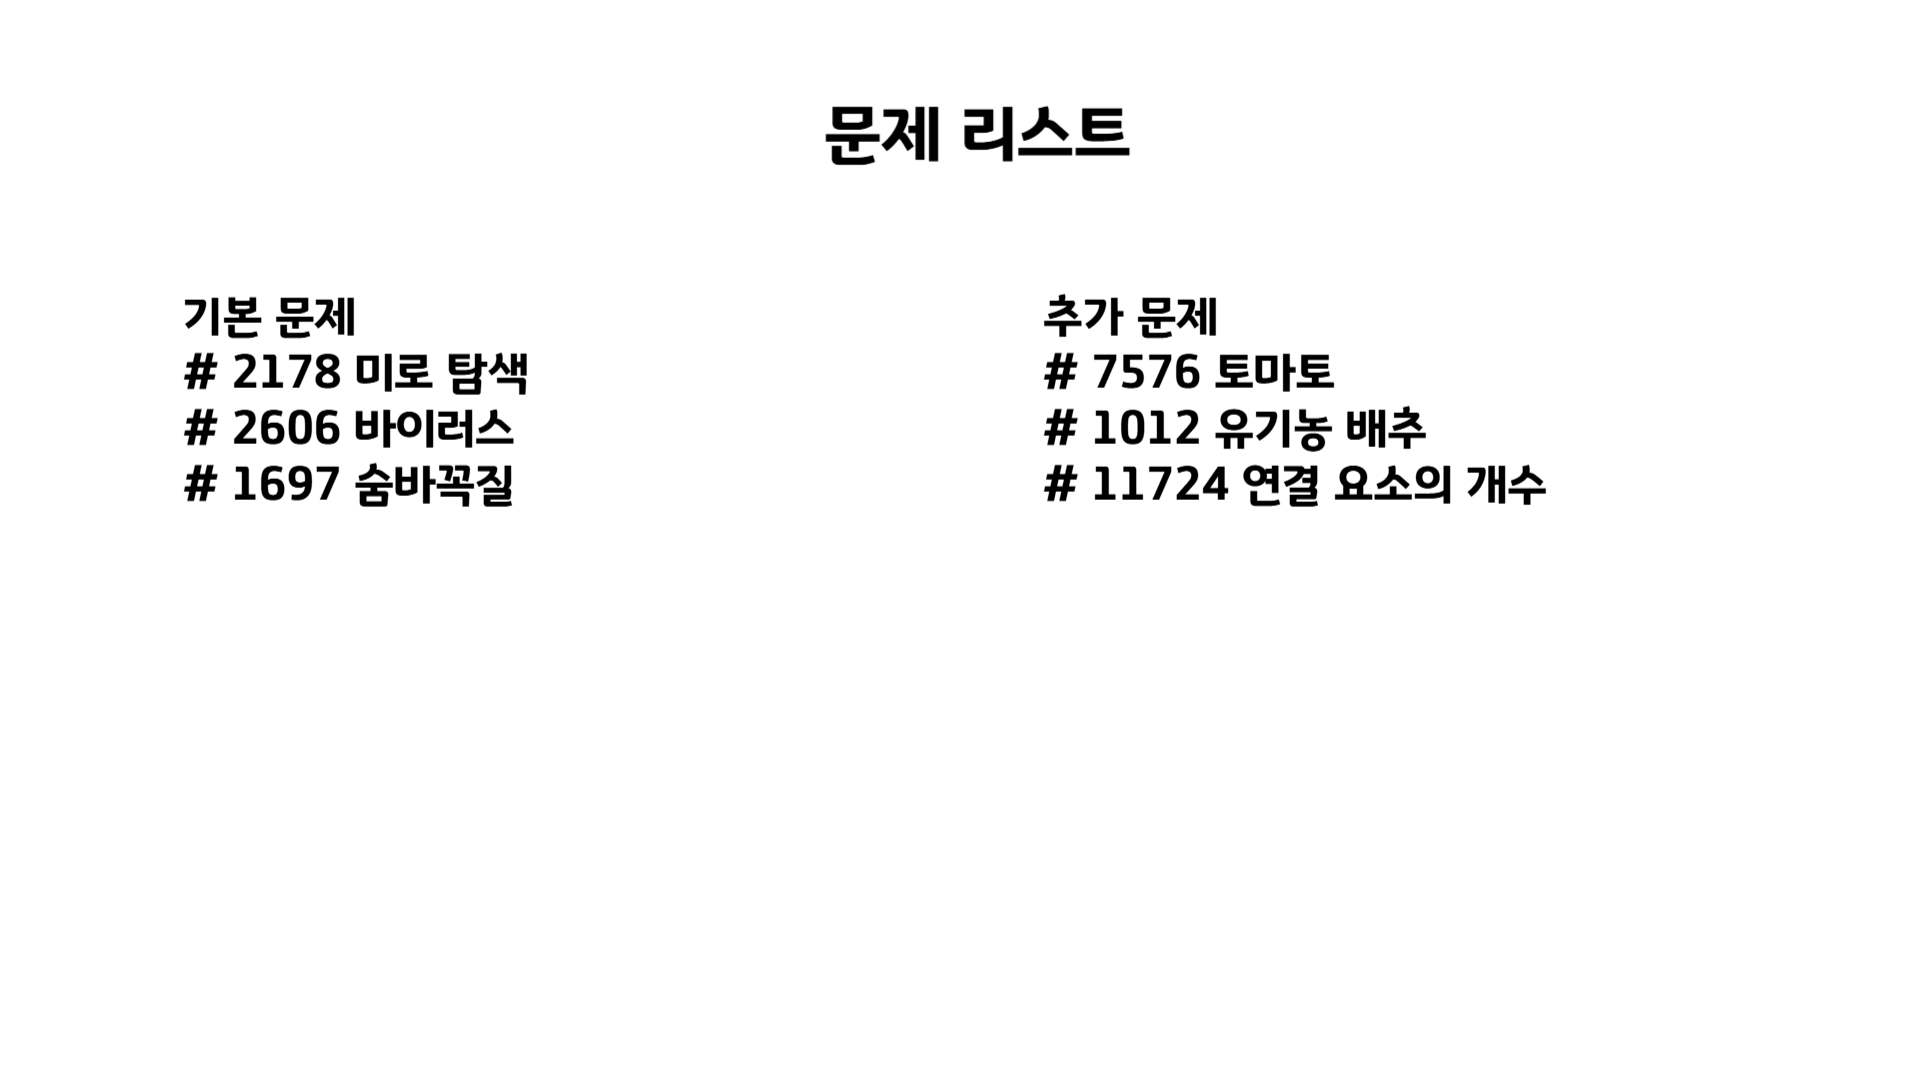 문제 리스트
기본 문제
# 2178 미로 탐색
# 2606 바이러스
# 1697 숨바꼭질
추가 문제
# 7576 토마토
# 1012 유기농 배추
# 11724 연결 요소의 개수